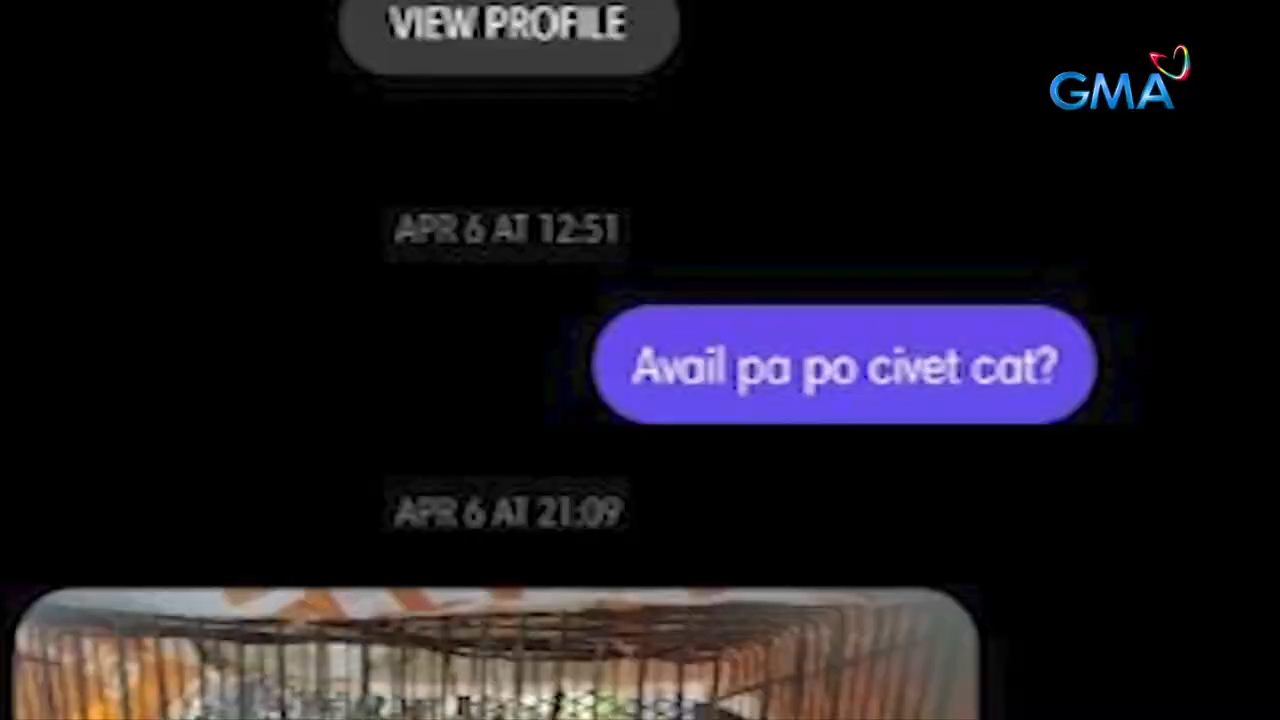 VIEW PROFILE
GMA
APR 6 AT 12:51
Avail pa po civet cat?
APR 6 AT 21:09